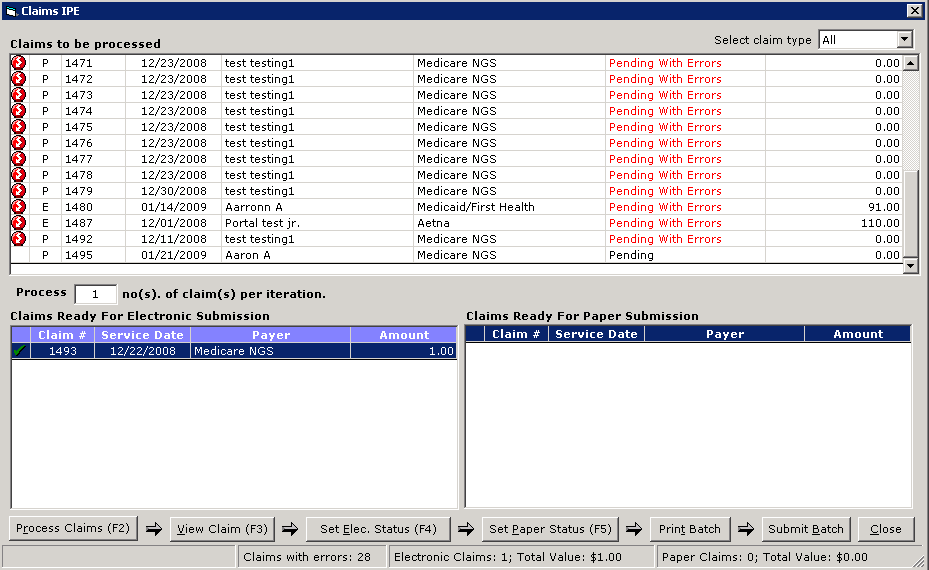 Claims IPE
Claims to be processed
Select claim type All
P 1471 12/23/2008 test testing1 Medicare NGS Pending With Errors 0.00
P 1472 12/23/2008 test testing1 Medicare NGS Pending With Errors 0.00
P 1473 12/23/2008 test testing1 Medicare NGS Pending With Errors 0.00
P 1474 12/23/2008 test testing1 Medicare NGS Pending With Errors 0.00
P 1475 12/23/2008 test testing1 Medicare NGS Pending With Errors 0.00
P 1476 12/23/2008 test testing1 Medicare NGS Pending With Errors 0.00
P 1477 12/23/2008 test testing1 Medicare NGS Pending With Errors 0.00
P 1478 12/23/2008 test testing1 Medicare NGS Pending With Errors 0.00
P 1479 12/30/2008 test testing1 Medicare NGS Pending With Errors 0.00
E 1480 01/14/2009 Aarronn A Medicaid/First Health Pending With Errors 91.00
E 1487 12/01/2008 Portal test jr. Aetna Pending With Errors 110.00
P 1492 12/11/2008 test testing1 Medicare NGS Pending With Errors 0.00
P 1495 01/21/2009 Aaron A Medicare NGS Pending 0.00
Process 1 no(s). of claim(s) per iteration.
Claims Ready For Electronic Submission
Claim # Service Date Payer Amount
1493 12/22/2008 Medicare NGS 1.00
Claims Ready For Paper Submission
Claim # Service Date Payer Amount
Process Claims (F2) View Claim (F3) Set Elec. Status (F4) Set Paper Status (F5) Print Batch Submit Batch Close
Claims with errors: 28 Electronic Claims: 1; Total Value: $1.00 Paper Claims: 0; Total Value: $0.00